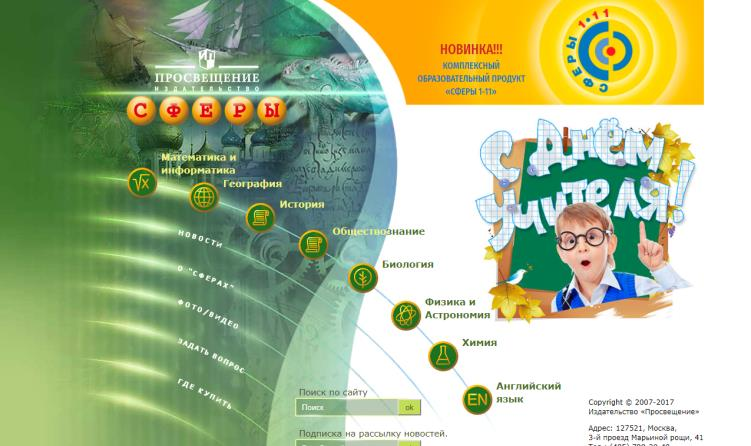 НОВИНКА!!!
КОМПЛЕКСНЫЙ
ОБРАЗОВАТЕЛЬНЫЙ ПРОДУКТ
«СФЕРЫ 1-11»
СФЕРЫ 1•11
ПРОСВЕЩЕНИЕ
ИЗДАТЕЛЬСТВО
СФЕРЫ
С ДНЁМ
УЧИТЕЛЯ!
√x
Математика и
информатика
География
История
Обществознание
Биология
Физика и
Астрономия
Химия
EN
Английский
язык
НОВОСТИ
О "СФЕРАХ"
ФОТО/ВИДЕО
ЗАДАТЬ ВОПРОС
ГДЕ КУПИТЬ
Поиск по сайту
Поиск
ok
Подписка на рассылку новостей.
Copyright © 2007-2017
Издательство «Просвещение»
Адрес: 127521, Москва,
3-й проезд Марьиной рощи, 41